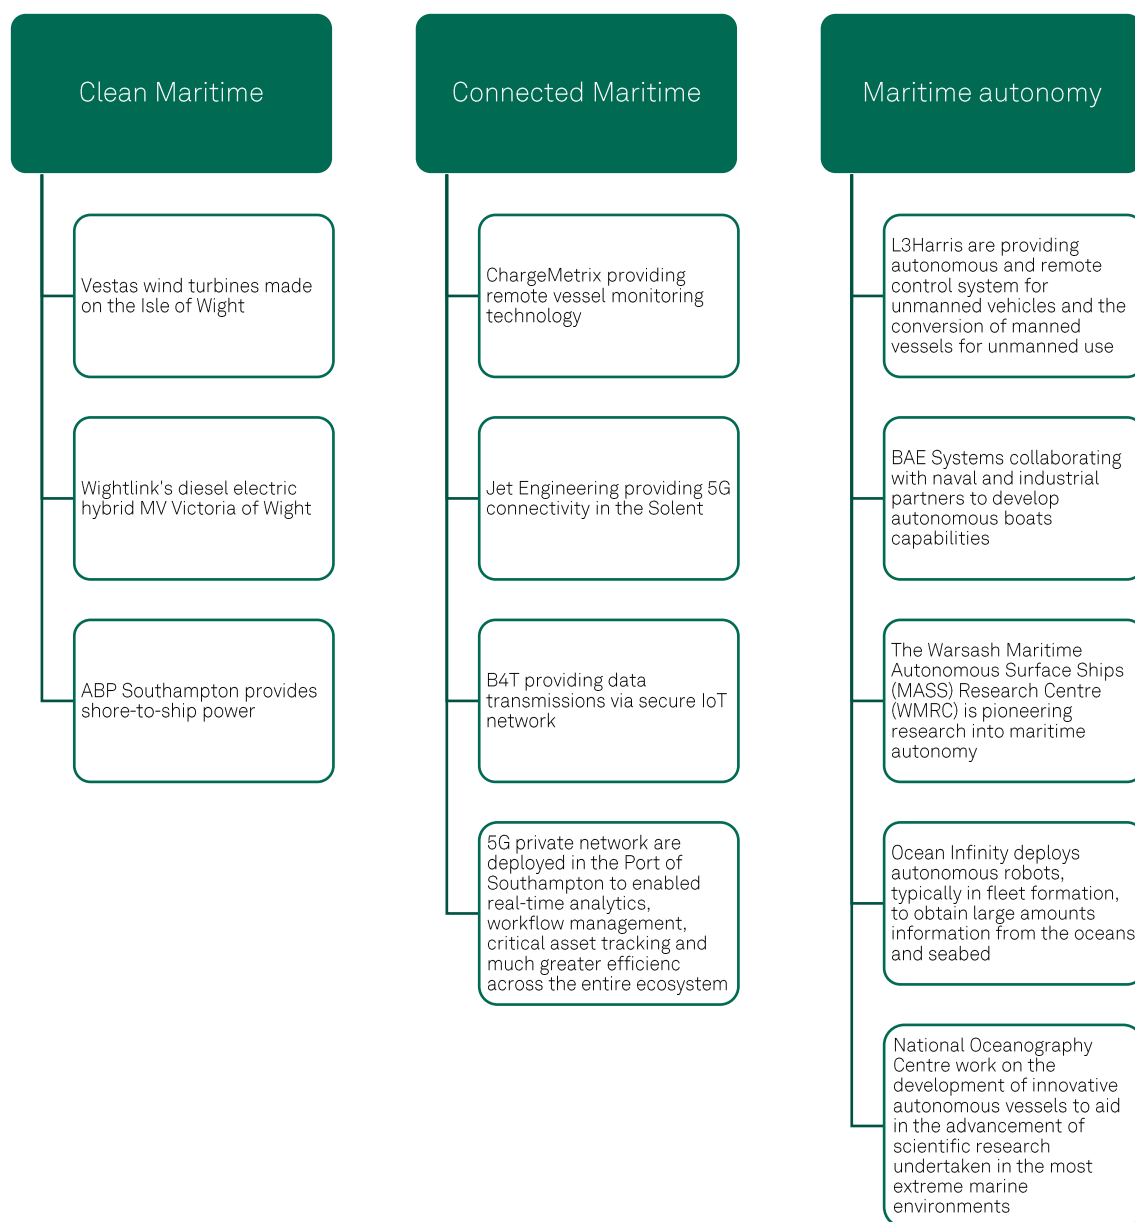 Clean Maritime
Vestas wind turbines made
on the Isle of Wight
Wightlink's diesel electric
hybrid MV Victoria of Wight
ABP Southampton provides
shore-to-ship power
Connected Maritime
ChargeMetrix providing
remote vessel monitoring
technology
Jet Engineering providing 5G
connectivity in the Solent
B4T providing data
transmissions via secure IoT
network
5G private network are
deployed in the Port of
Southampton to enabled
real-time analytics,
workflow management,
critical asset tracking and
much greater efficienc
across the entire ecosystem
Maritime autonomy
L3Harris are providing
autonomous and remote
control system for
unmanned vehicles and the
conversion of manned
vessels for unmanned use
BAE Systems collaborating
with naval and industrial
partners to develop
autonomous boats
capabilities
The Warsash Maritime
Autonomous Surface Ships
(MASS) Research Centre
(WMRC) is pioneering
research into maritime
autonomy
Ocean Infinity deploys
autonomous robots,
typically in fleet formation,
to obtain large amounts
information from the oceans
and seabed
National Oceanography
Centre work on the
development of innovative
autonomous vessels to aid
in the advancement of
scientific research
undertaken in the most
extreme marine
environments